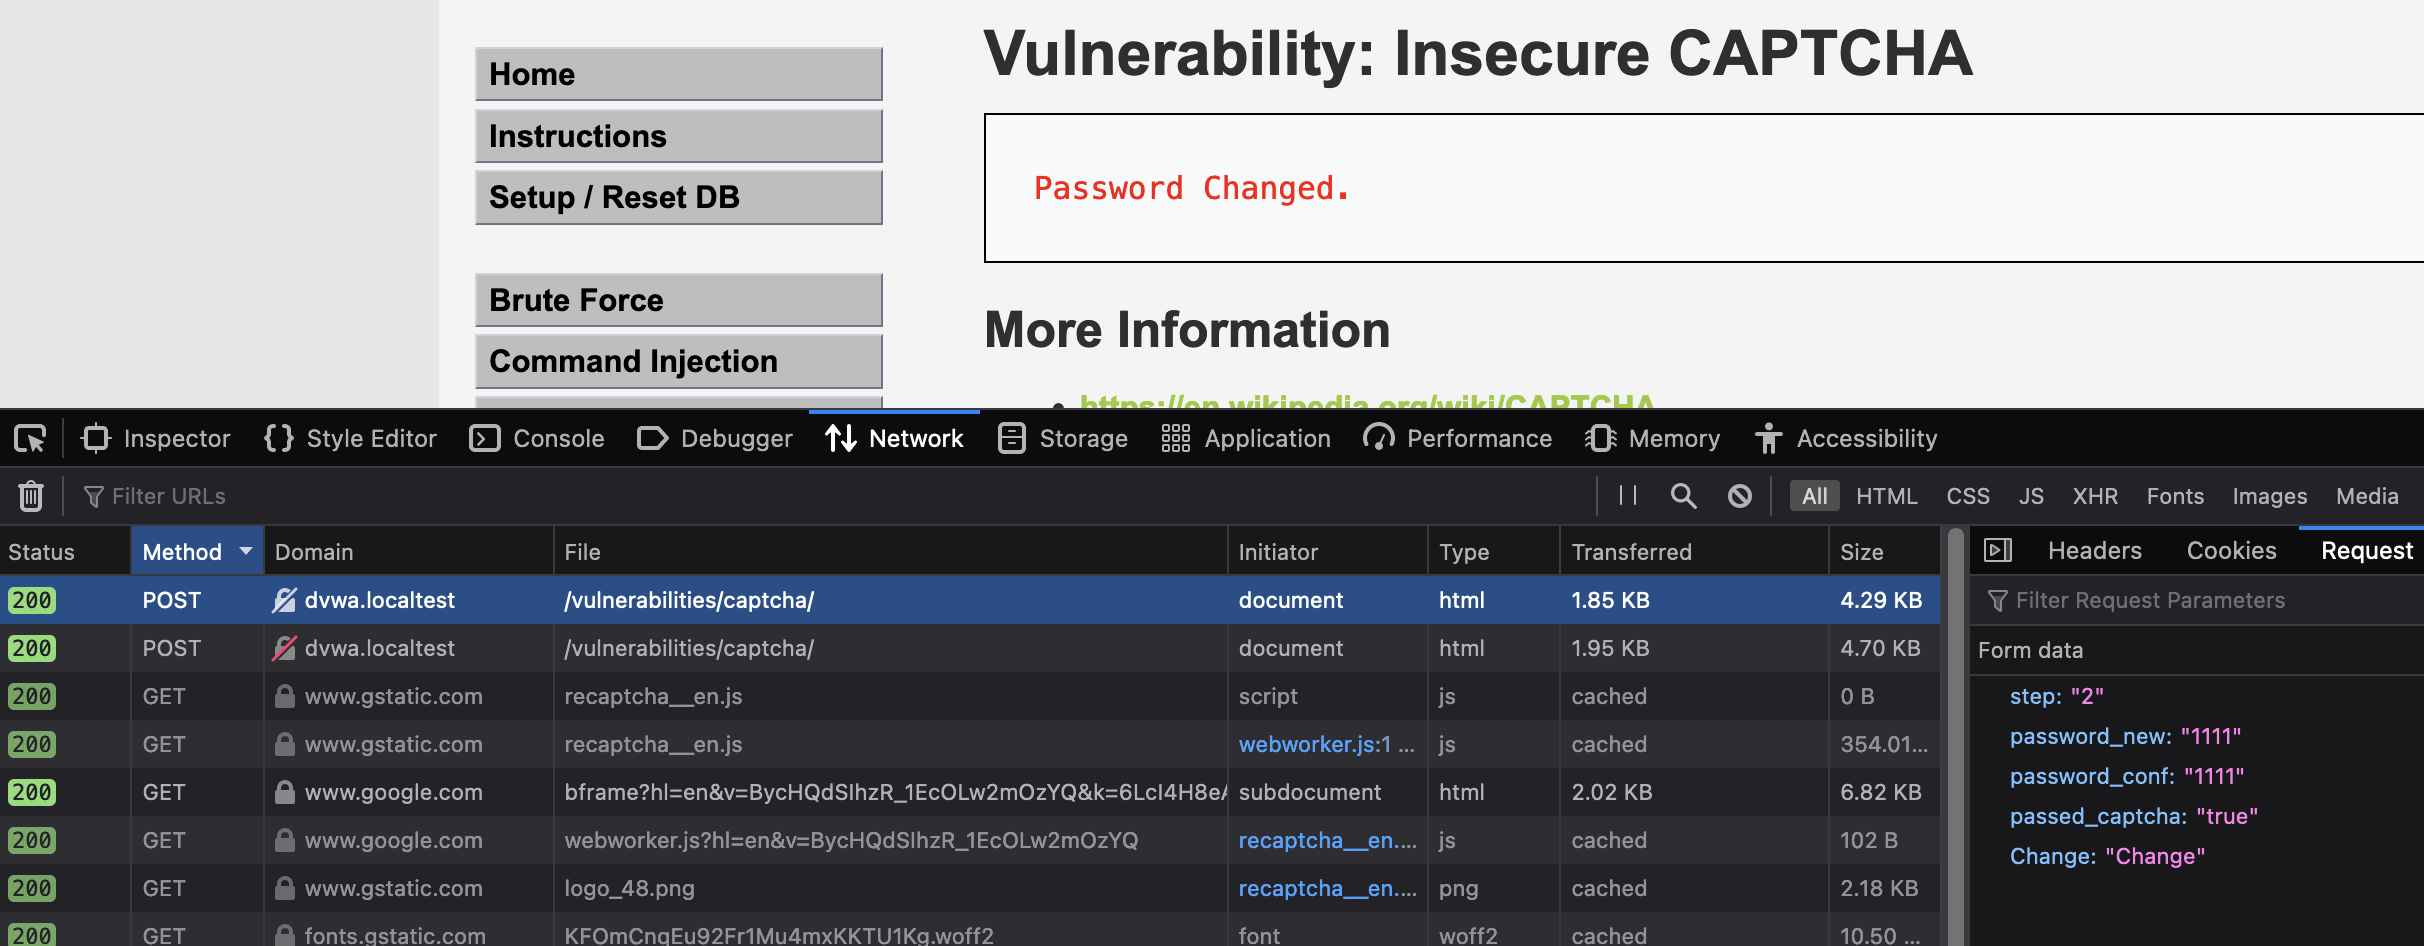 Vulnerability: Insecure CAPTCHA
Home
Instructions
Setup / Reset DB
Password Changed.
Brute Force
Command Injection
More Information
https://en.wikipedia.org/wiki/CAPTCHA
Inspector Style Editor Console Debugger Network Storage Application Performance Memory Accessibility
Filter URLs All HTML CSS JS XHR Fonts Images Media
Status Method Domain File Initiator Type Transferred Size
200 POST dvwa.localtest /vulnerabilities/captcha/ document html 1.85 KB 4.29 KB
200 POST dvwa.localtest /vulnerabilities/captcha/ document html 1.95 KB 4.70 KB
200 GET www.gstatic.com recaptcha__en.js script js cached 0 B
200 GET www.gstatic.com recaptcha__en.js webworker.js:1 ... js cached 354.01...
200 GET www.google.com bframe?hl=en&v=BycHQdSIhzR_1EcOLw2mOzYQ&k=6LcI4H8eA subdocument html 2.02 KB 6.82 KB
200 GET www.google.com webworker.js?hl=en&v=BycHQdSIhzR_1EcOLw2mOzYQ recaptcha__en.... js cached 102 B
200 GET www.gstatic.com logo_48.png recaptcha__en.... png cached 2.18 KB
200 GET fonts.gstatic.com KFOmCnqEu92Fr1Mu4mxKKTU1Kg.woff2 font woff2 cached 10.50 ...
Headers Cookies Request
Filter Request Parameters
Form data
step: "2"
password_new: "1111"
password_conf: "1111"
passed_captcha: "true"
Change: "Change"